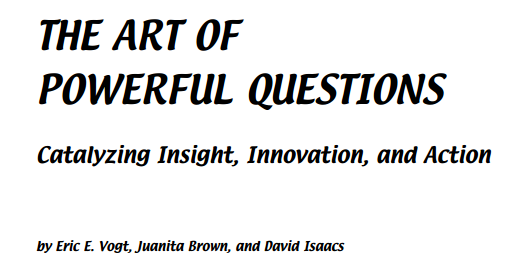 THE ART OF
POWERFUL QUESTIONS
Catalyzing Insight, Innovation, and Action
by Eric E. Vogt, Juanita Brown, and David Isaacs